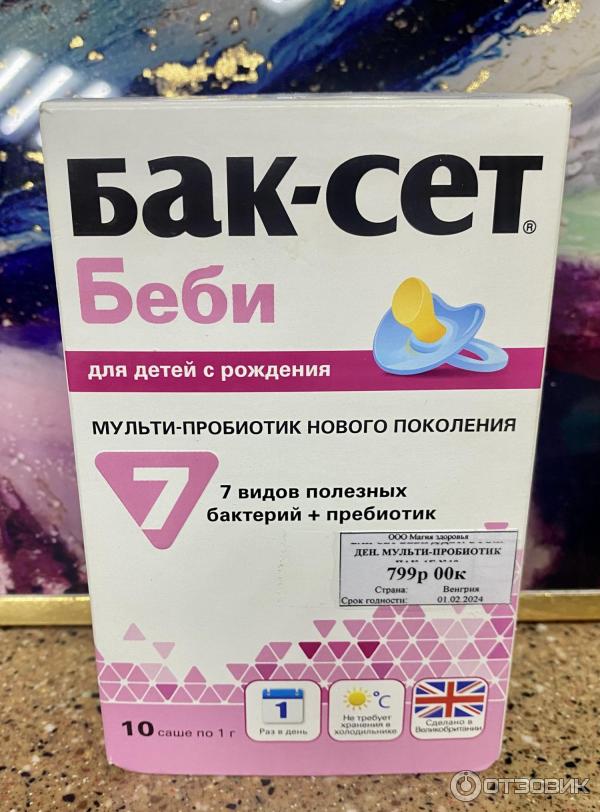 Бак-сет®
Беби
для детей с рождения
МУЛЬТИ-ПРОБИОТИК НОВОГО ПОКОЛЕНИЯ
7
7 видов полезных
бактерий + пребиотик
ООО Магия здоровья
ДЕН. МУЛЬТИ-ПРОБИОТИК
799р 00к
Страна: Венгрия
Срок годности: 01.02.2024
10 саше по 1 г
1
Раз в день
°C
Не требует
хранения в
холодильнике
Сделано в
Великобритании
ОТЗОВИК